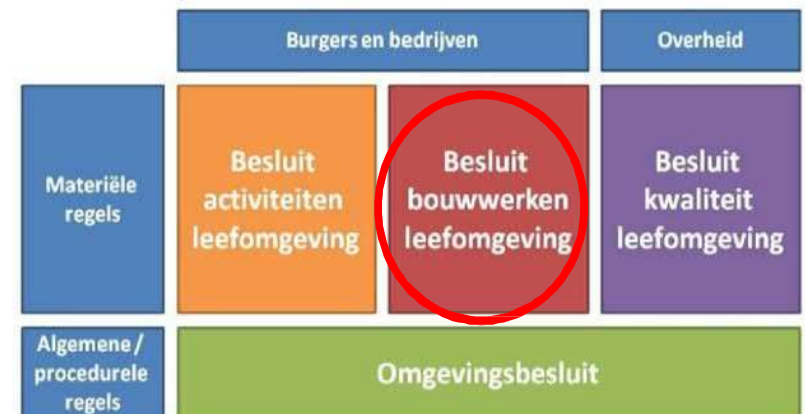 Burgers en bedrijven
Overheid
Materiële
regels
Besluit
activiteiten
leefomgeving
Besluit
bouwwerken
leefomgeving
Besluit
kwaliteit
leefomgeving
Algemene /
procedurele
regels
Omgevingsbesluit